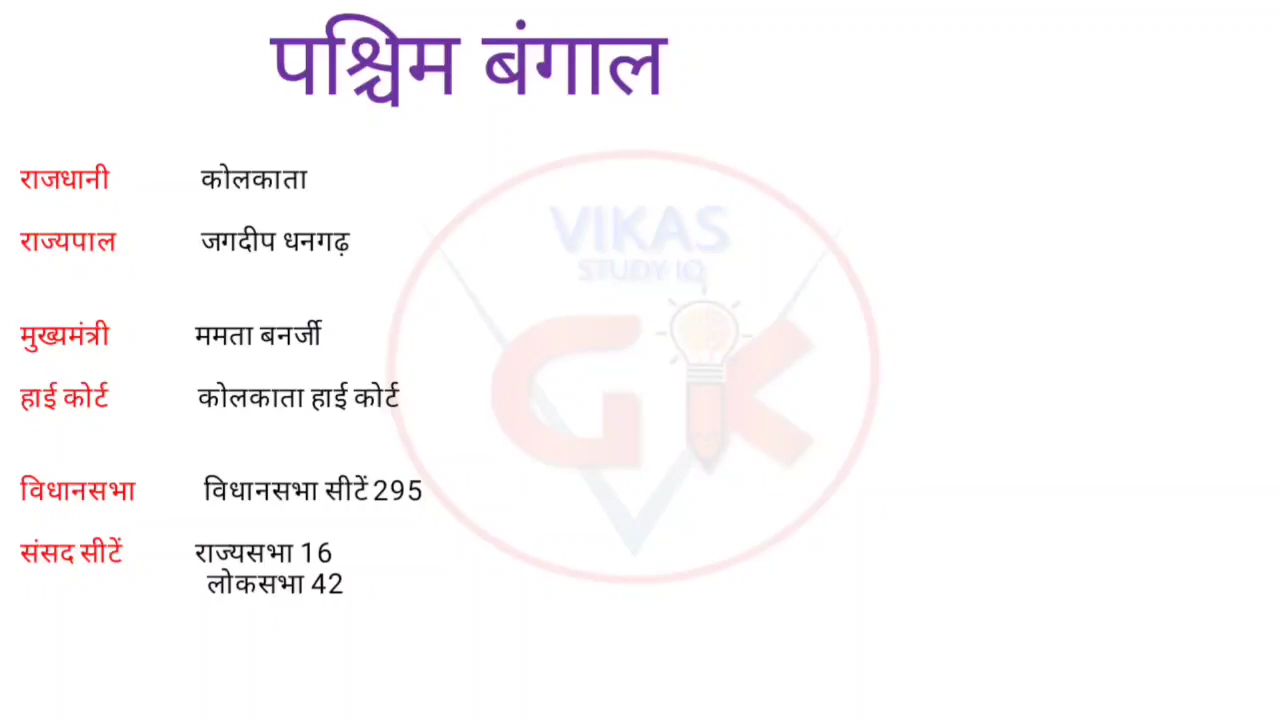 पश्चिम बंगाल
राजधानी कोलकाता
राज्यपाल जगदीप धनगढ़
मुख्यमंत्री ममता बनर्जी
हाई कोर्ट कोलकाता हाई कोर्ट
विधानसभा विधानसभा सीटें 295
संसद सीटें राज्यसभा 16
लोकसभा 42
VIKAS
STUDY IQ
GK